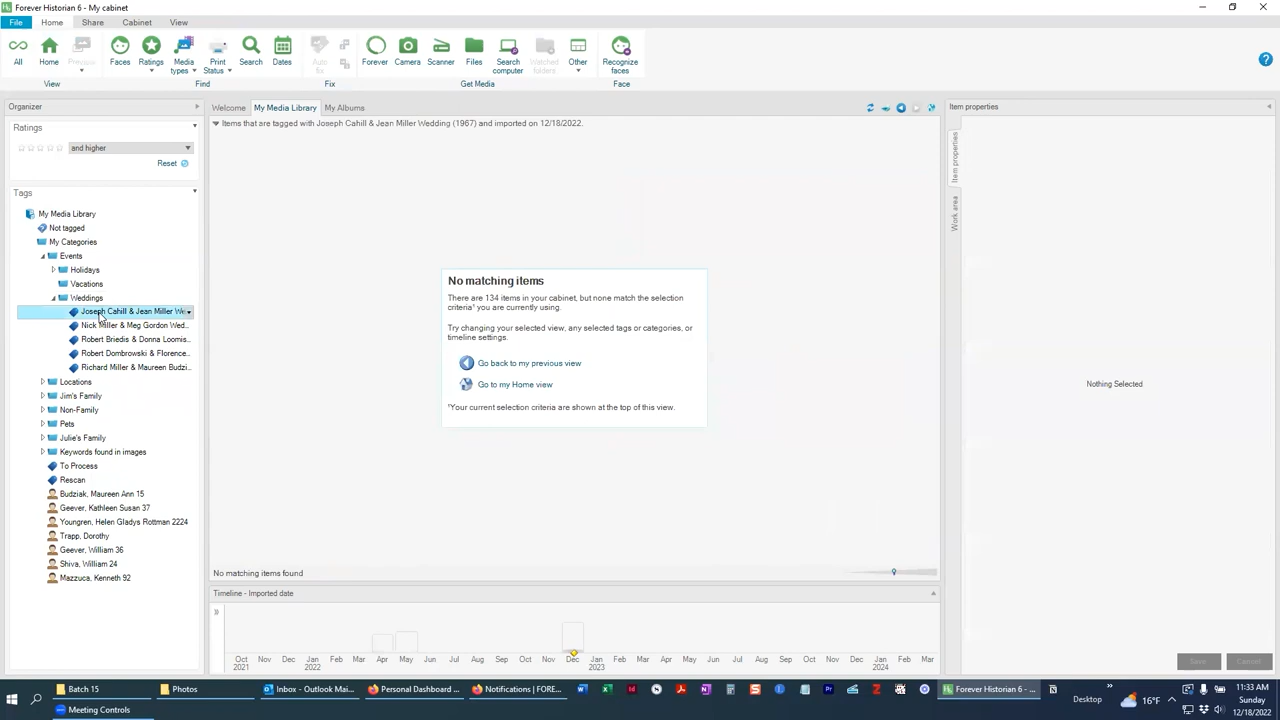 Forever Historian 6 - My cabinet
File Home Share Cabinet View
All Home Previous Faces Ratings Media types Print Status Search Dates Auto fix Forever Camera Scanner Files Search computer Watched folders Other Recognize faces
View Find Fix Get Media Face
Organizer
Ratings
and higher
Reset
Tags
My Media Library
Not tagged
My Categories
Events
Holidays
Vacations
Weddings
Joseph Cahill & Jean Miller We
Nick Miller & Meg Gordon Wed...
Robert Briedis & Donna Loomis...
Robert Dombrowski & Florence...
Richard Miller & Maureen Budzi...
Locations
Jim's Family
Non-Family
Pets
Julie's Family
Keywords found in images
To Process
Rescan
Budziak, Maureen Ann 15
Geever, Kathleen Susan 37
Youngren, Helen Gladys Rottman 2224
Trapp, Dorothy
Geever, William 36
Shiva, William 24
Mazzuca, Kenneth 92
Welcome My Media Library My Albums
Items that are tagged with Joseph Cahill & Jean Miller Wedding (1967) and imported on 12/18/2022.
No matching items
There are 134 items in your cabinet, but none match the selection
criteria¹ you are currently using.
Try changing your selected view, any selected tags or categories, or
timeline settings.
Go back to my previous view
Go to my Home view
¹Your current selection criteria are shown at the top of this view.
No matching items found
Timeline - Imported date
Oct Nov Dec Jan Feb Mar Apr May Jun Jul Aug Sep Oct Nov Dec Jan Feb Mar Apr May Jun Jul Aug Sep Oct Nov Dec Jan Feb Mar
2021 2022 2023 2024
Item properties
Item properties
Work area
Nothing Selected
Save Cancel
Batch 15 Photos Inbox - Outlook Mai... Personal Dashboard ... Notifications | FORE... Forever Historian 6 - ... Desktop 16°F 11:33 AM
Sunday
Meeting Controls 12/18/2022